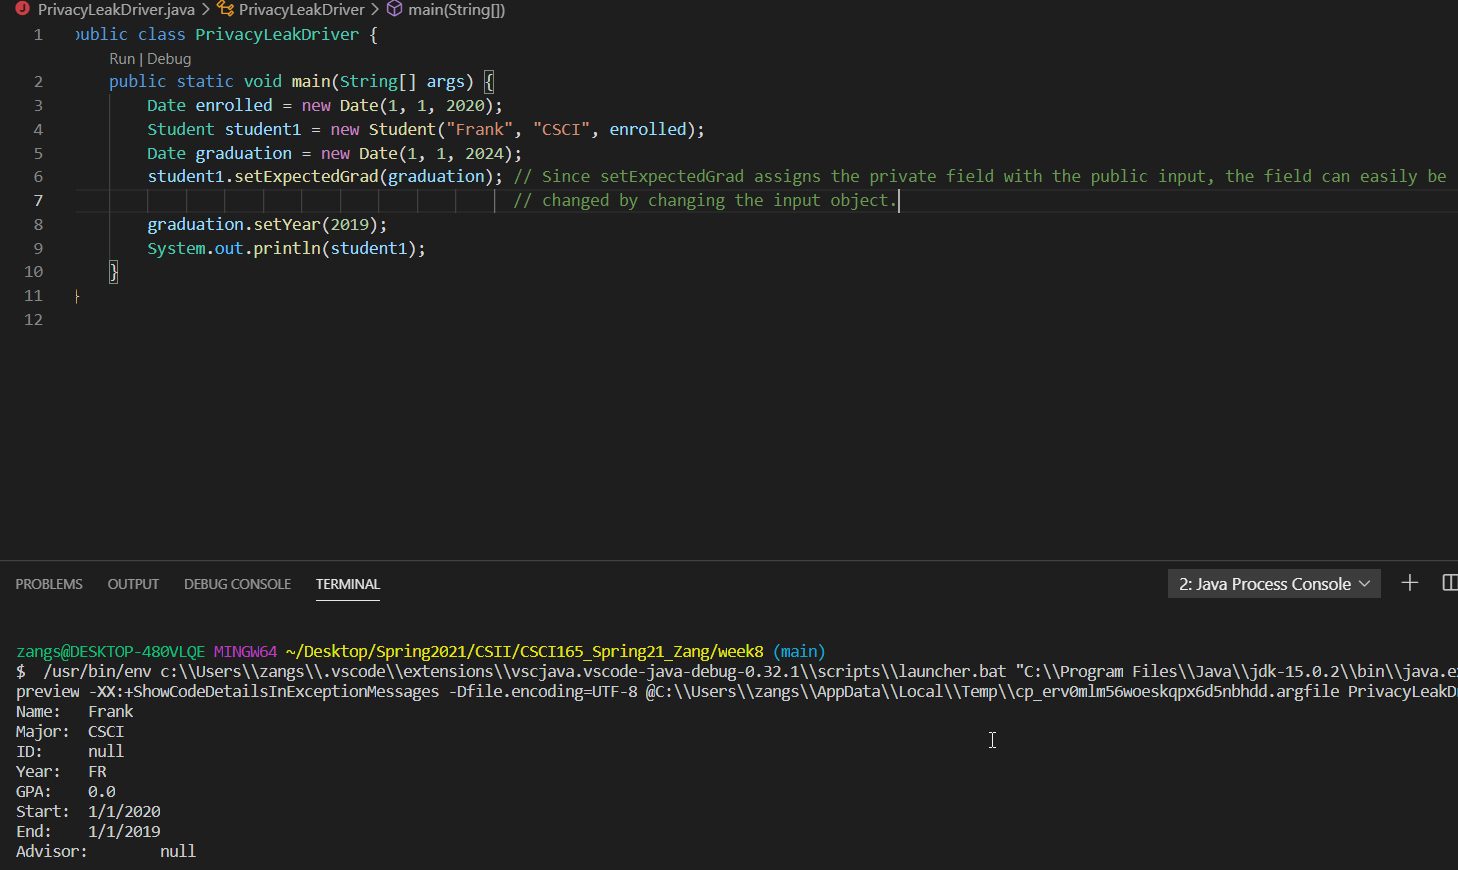 PrivacyLeakDriver.java > PrivacyLeakDriver > main(String[])
1 public class PrivacyLeakDriver {
Run | Debug
2 public static void main(String[] args) {
3 Date enrolled = new Date(1, 1, 2020);
4 Student student1 = new Student("Frank", "CSCI", enrolled);
5 Date graduation = new Date(1, 1, 2024);
6 student1.setExpectedGrad(graduation); // Since setExpectedGrad assigns the private field with the public input, the field can easily be
7 // changed by changing the input object.
8 graduation.setYear(2019);
9 System.out.println(student1);
10 }
11 }
12
PROBLEMS OUTPUT DEBUG CONSOLE TERMINAL 2: Java Process Console
zangs@DESKTOP-480VLQE MINGW64 ~/Desktop/Spring2021/CSII/CSCI165_Spring21_Zang/week8 (main)
$ /usr/bin/env c:\\Users\\zangs\\.vscode\\extensions\\vscjava.vscode-java-debug-0.32.1\\scripts\\launcher.bat "C:\\Program Files\\Java\\jdk-15.0.2\\bin\\java.ex
preview -XX:+ShowCodeDetailsInExceptionMessages -Dfile.encoding=UTF-8 @C:\\Users\\zangs\\AppData\\Local\\Temp\\cp_erv0mlm56woeskqpx6d5nbhdd.argfile PrivacyLeakD
Name: Frank
Major: CSCI
ID: null
Year: FR
GPA: 0.0
Start: 1/1/2020
End: 1/1/2019
Advisor: null